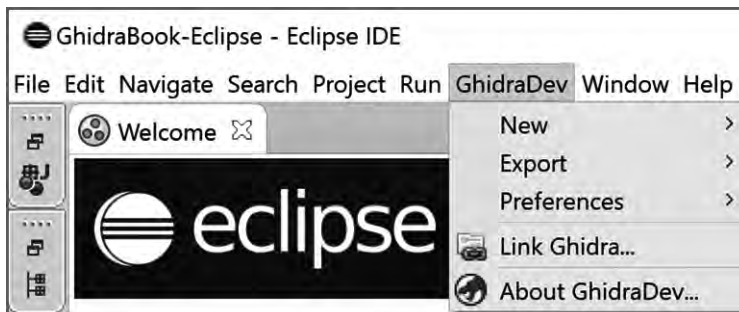 GhidraBook-Eclipse - Eclipse IDE
File Edit Navigate Search Project Run GhidraDev Window Help
Welcome
New >
Export >
Preferences >
eclipse
Link Ghidra...
About GhidraDev...